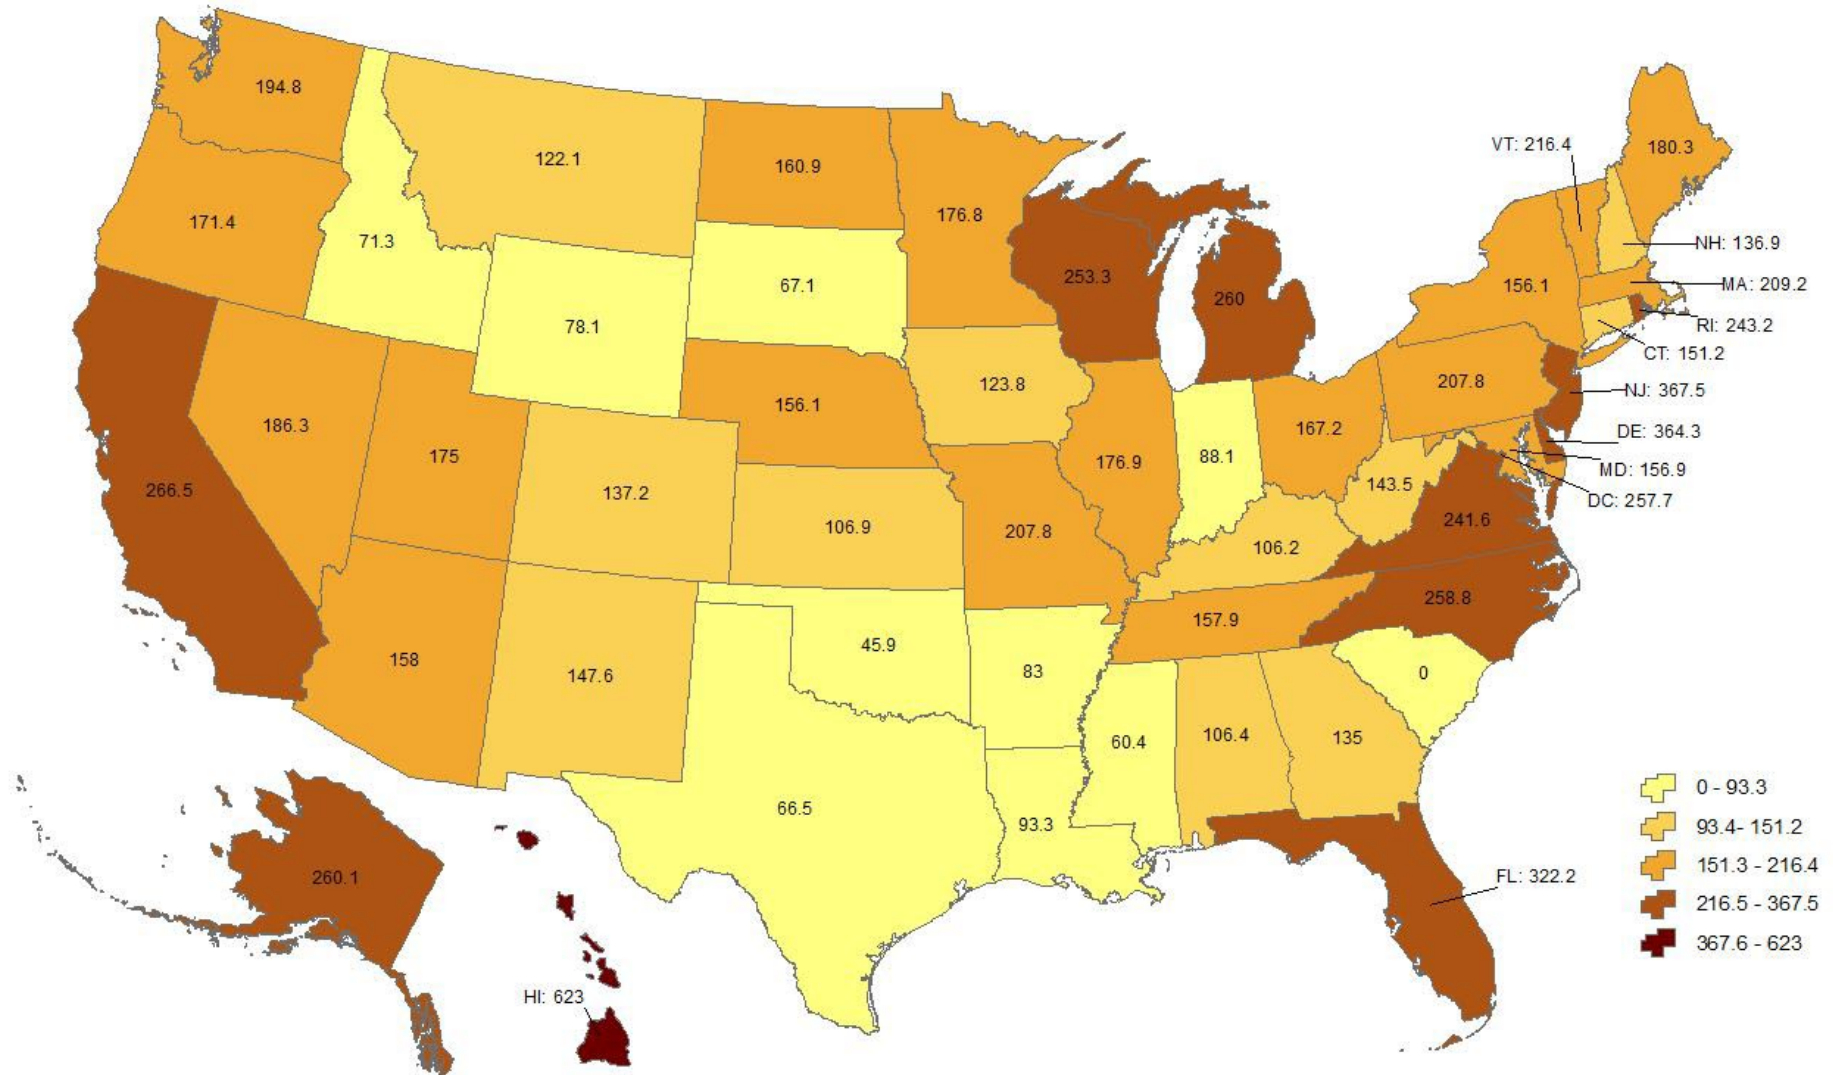 194.8
122.1
160.9
VT: 216.4
180.3
171.4
71.3
176.8
NH: 136.9
67.1
253.3
260
156.1
MA: 209.2
78.1
RI: 243.2
CT: 151.2
123.8
207.8
NJ: 367.5
186.3
156.1
167.2
DE: 364.3
175
176.9
88.1
MD: 156.9
266.5
137.2
143.5
DC: 257.7
106.9
207.8
241.6
106.2
258.8
157.9
158
147.6
45.9
83
0
60.4
106.4
135
66.5
93.3
0 - 93.3
93.4- 151.2
151.3 - 216.4
216.5 - 367.5
367.6 - 623
260.1
FL: 322.2
HI: 623